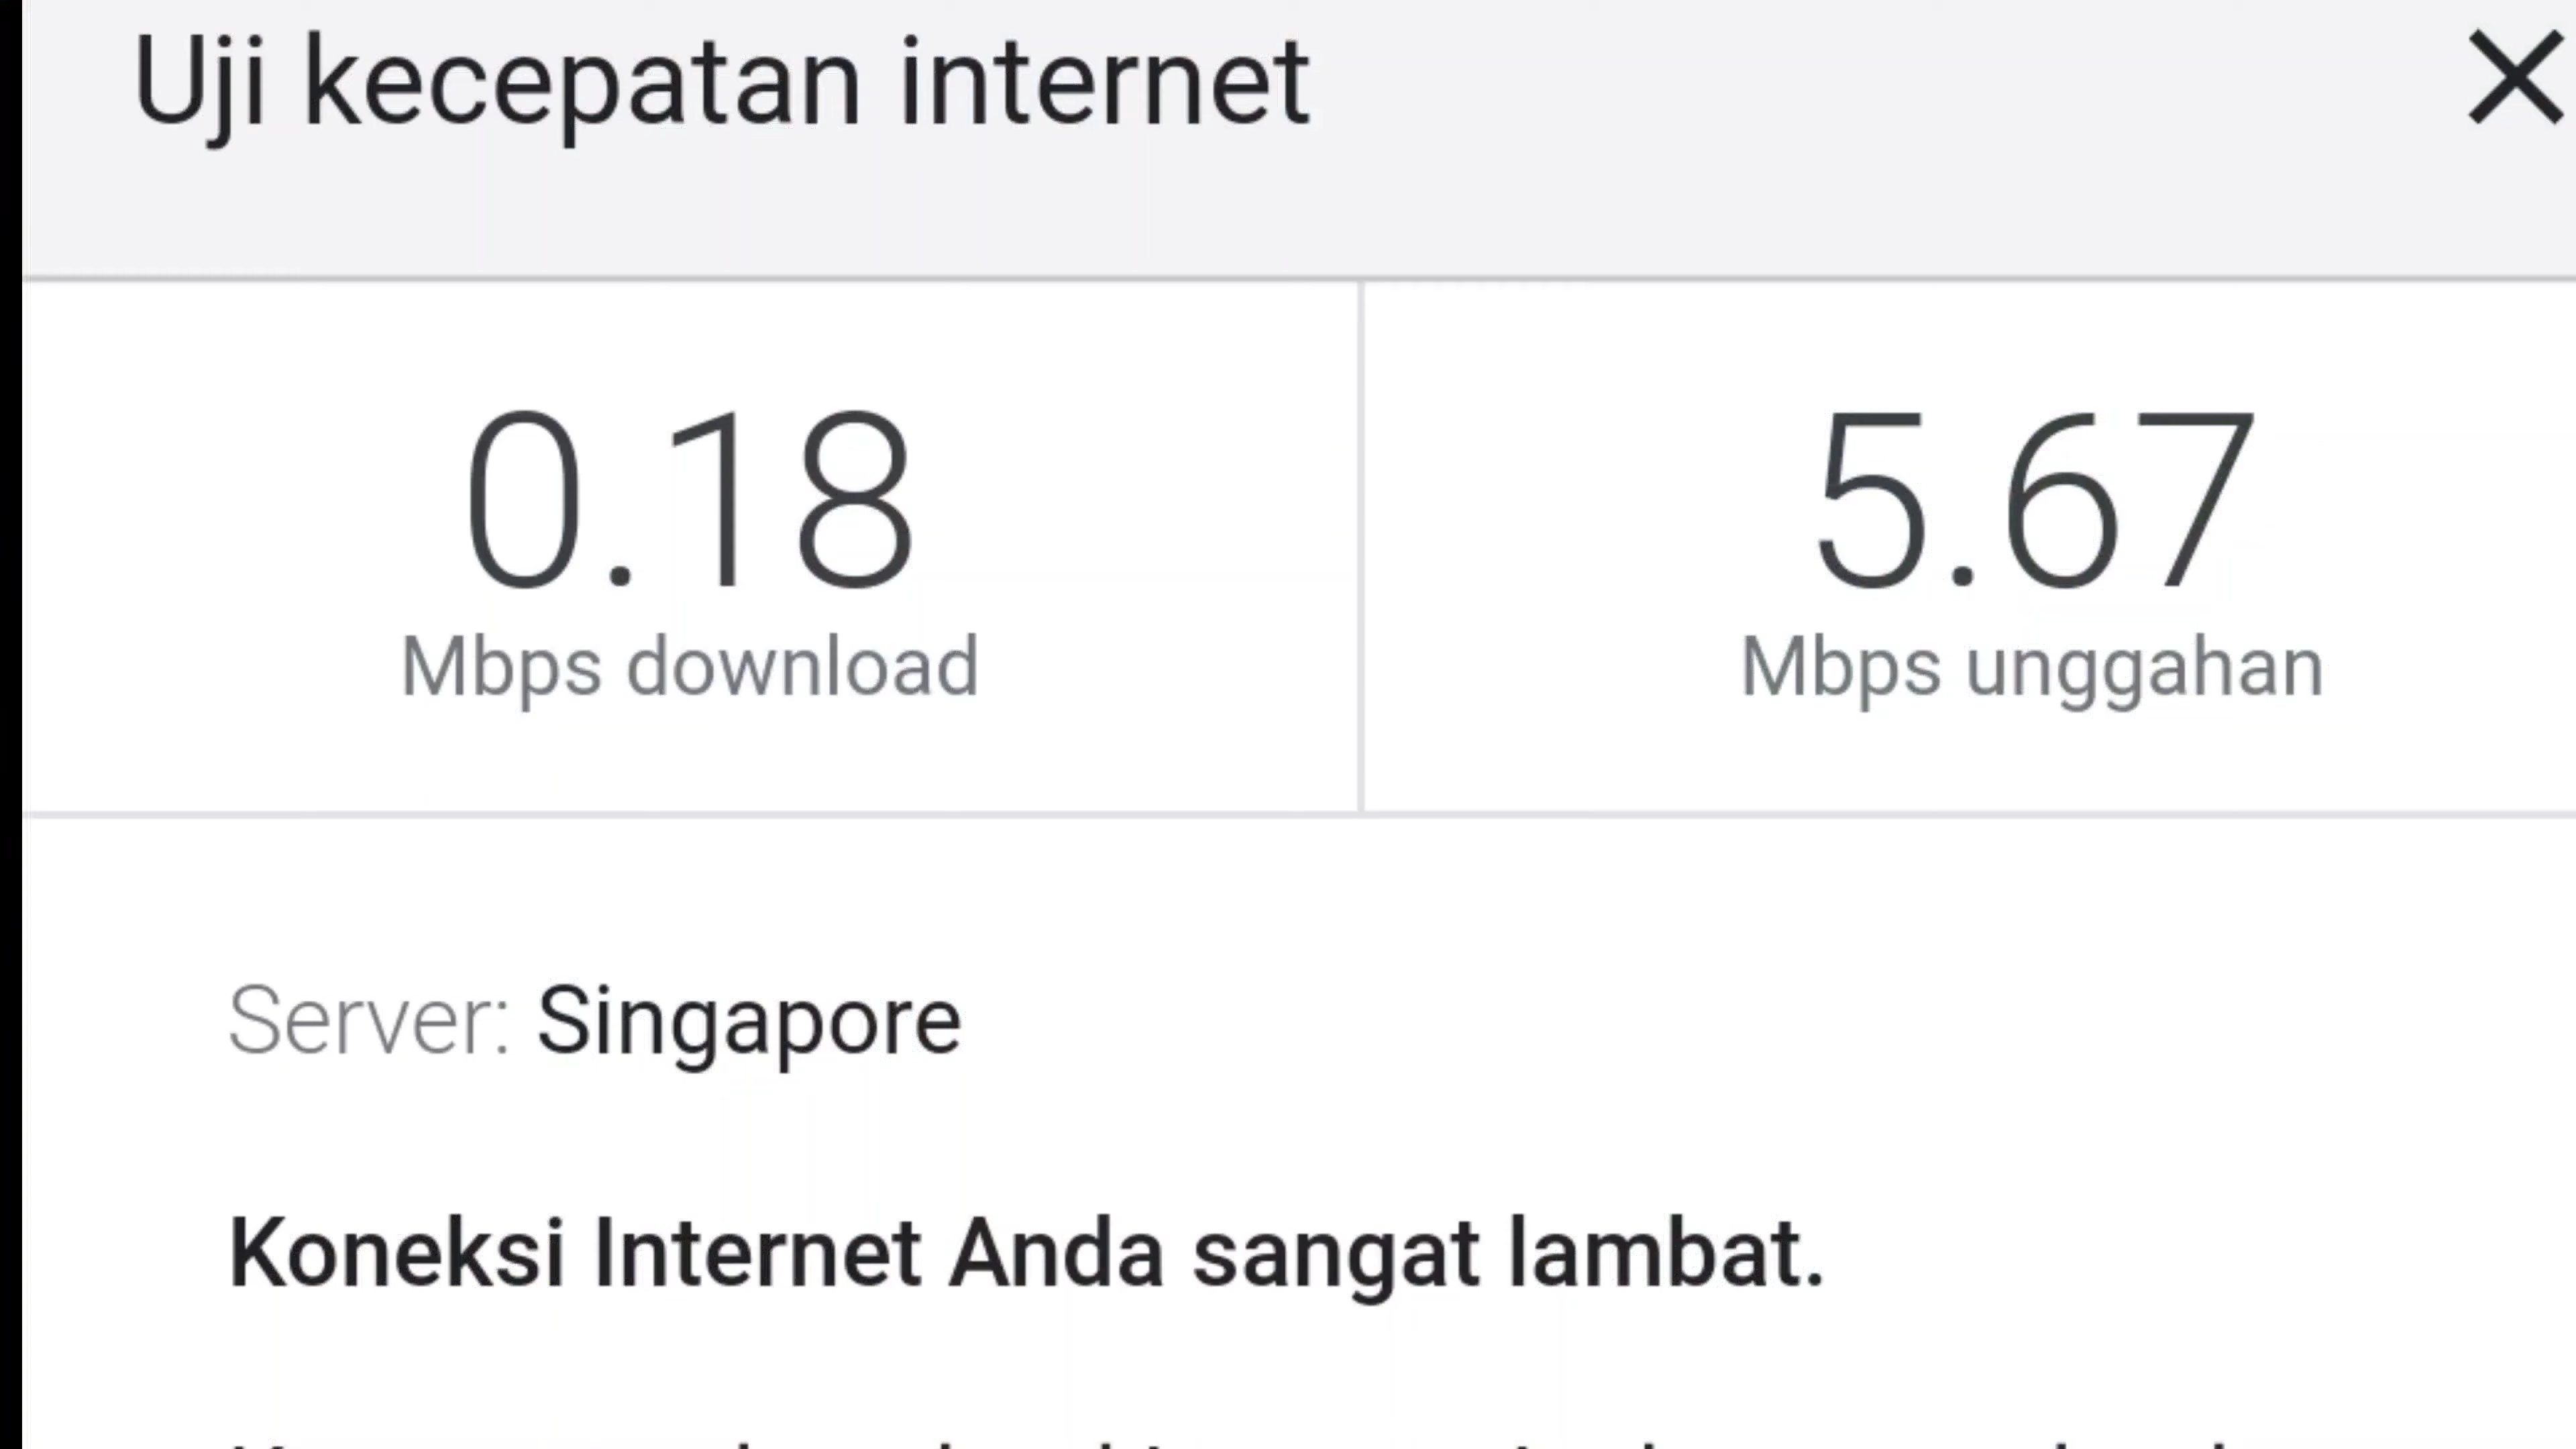 Uji kecepatan internet
0.18
Mbps download
5.67
Mbps unggahan
Server: Singapore
Koneksi Internet Anda sangat lambat.